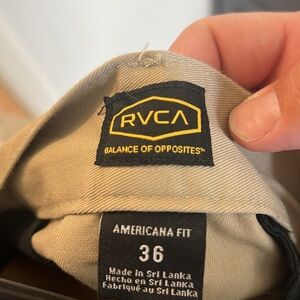 RVCA
BALANCE OF OPPOSITES™
AMERICANA FIT
36
Made in Sri Lanka
Hecho en Sri Lanka
Fabriqué au Sri Lanka